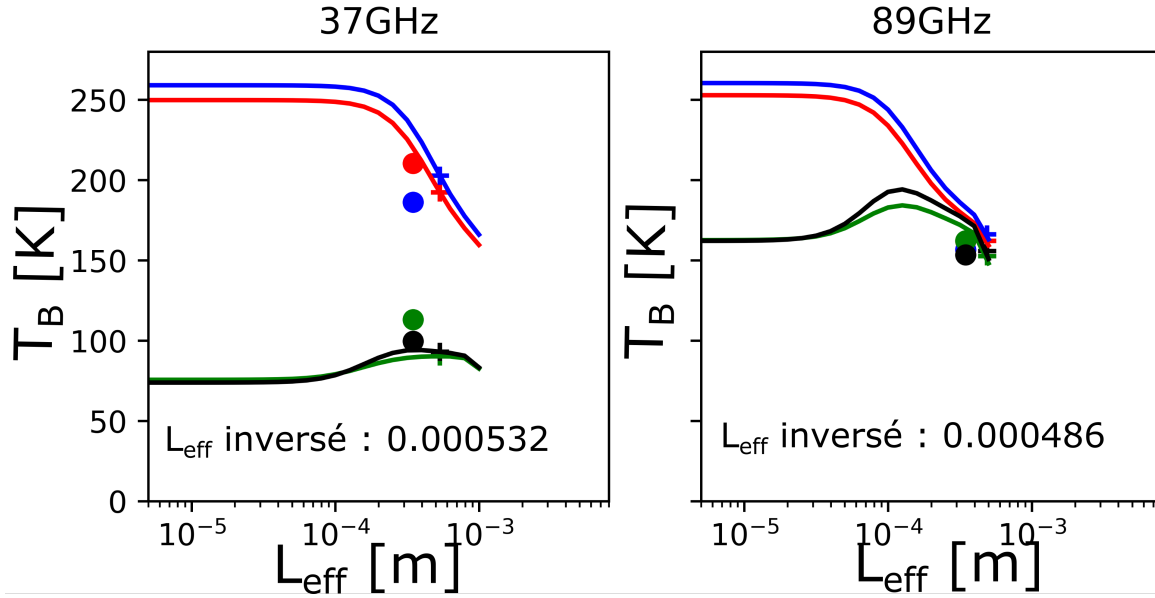 37GHz
89GHz
T_B [K]
250
200
150
100
50
0
L_eff inversé : 0.000532
10⁻⁵
10⁻⁴
10⁻³
L_eff [m]
T_B [K]
L_eff inversé : 0.000486
10⁻⁵
10⁻⁴
10⁻³
L_eff [m]